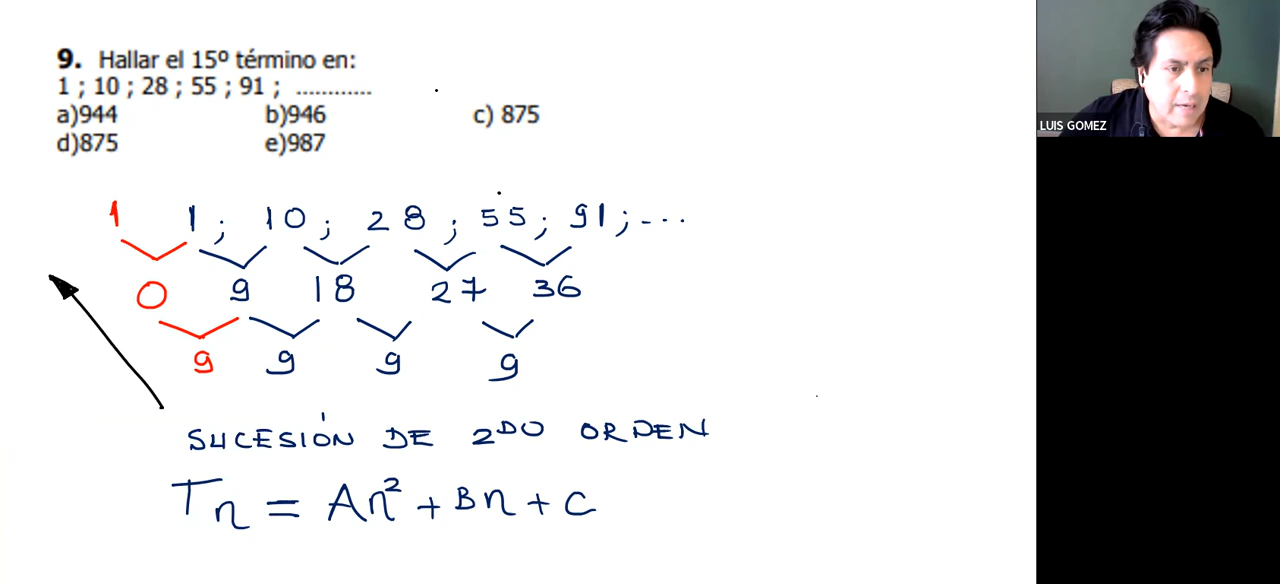 9. Hallar el 15º término en:
1 ; 10 ; 28 ; 55 ; 91 ; ............
a)944 b)946 c) 875
d)875 e)987
LUIS GOMEZ
1 1 ; 10 ; 28 ; 55 ; 91 ; ...
0 9 18 27 36
9 9 9 9
SUCESIÓN DE 2DO ORDEN
Tn = An² + Bn + C